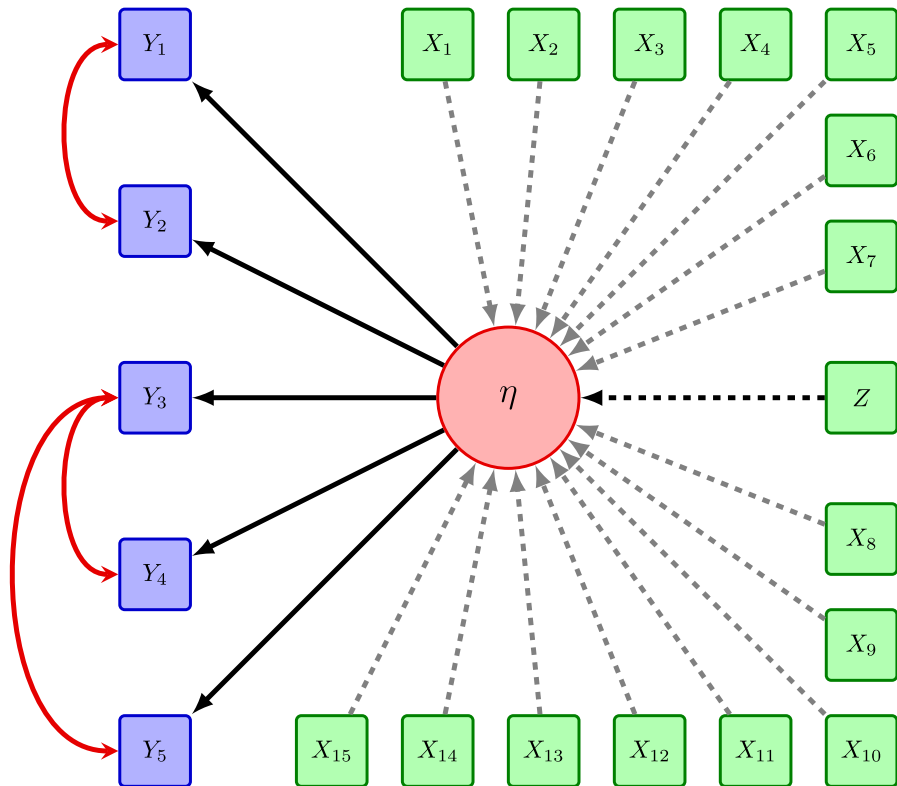 Y₁ X₁ X₂ X₃ X₄ X₅
X₆
Y₂
X₇
Y₃ η Z
X₈
Y₄
X₉
Y₅ X₁₅ X₁₄ X₁₃ X₁₂ X₁₁ X₁₀